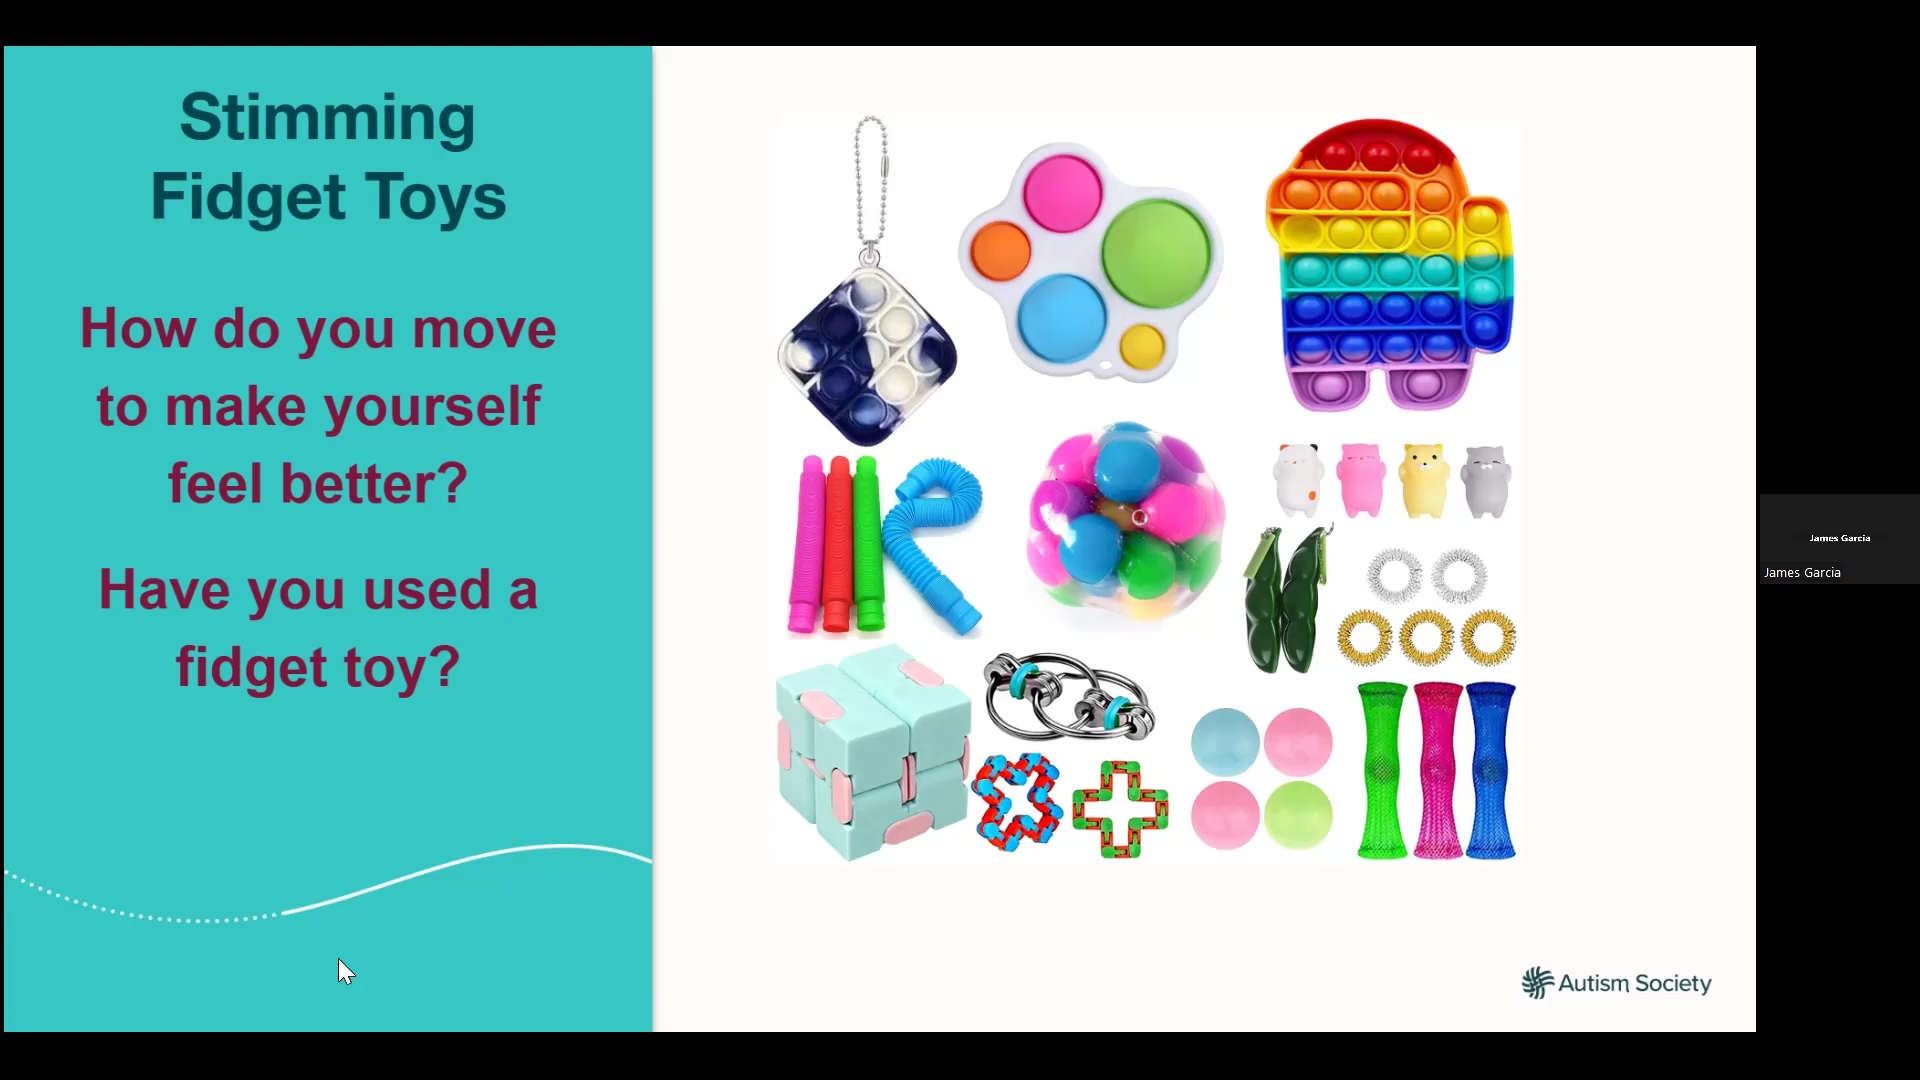 Stimming
Fidget Toys
How do you move
to make yourself
feel better?
Have you used a
fidget toy?
Autism Society
James Garcia
James Garcia